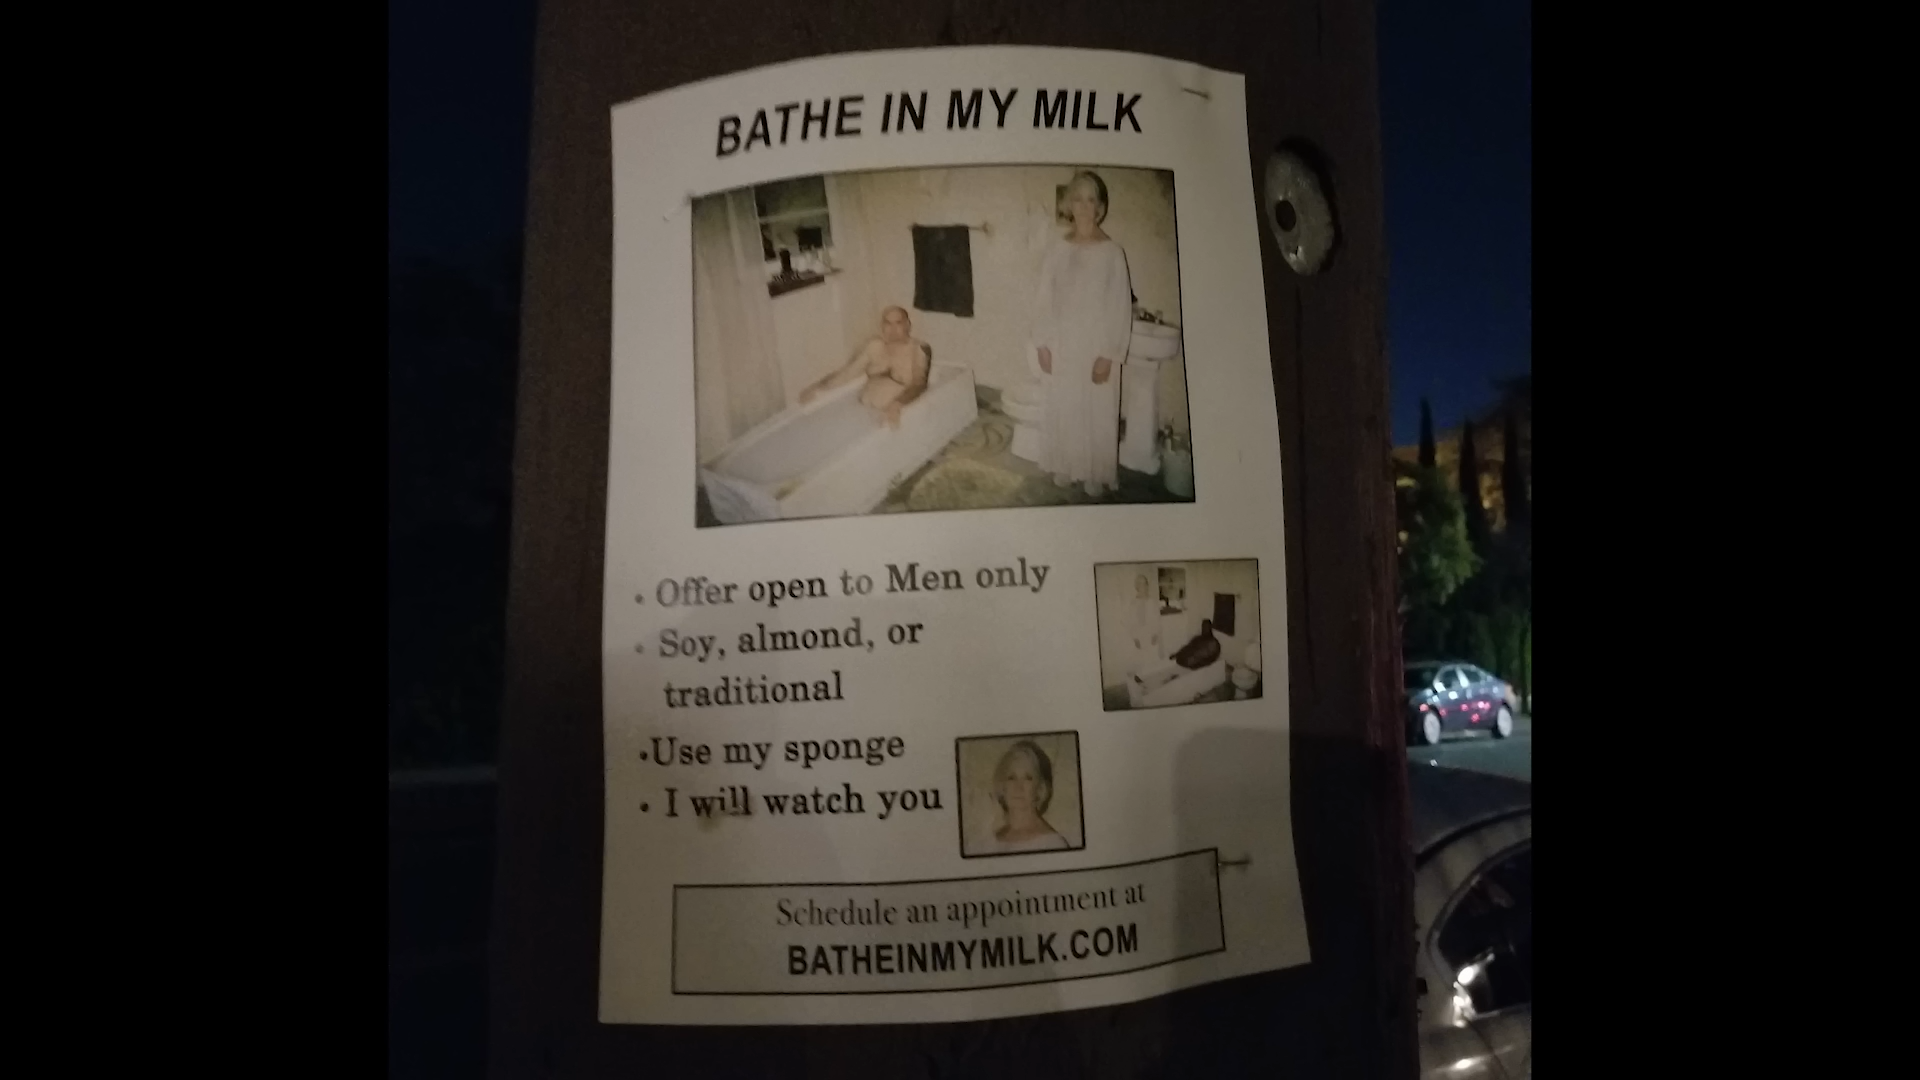 BATHE IN MY MILK
• Offer open to Men only
• Soy, almond, or
traditional
•Use my sponge
• I will watch you
Schedule an appointment at
BATHEINMYMILK.COM